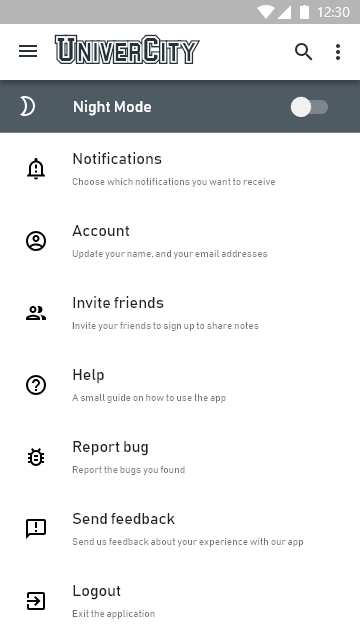 12:30
UNIVERCITY
Night Mode
Notifications
Choose which notifications you want to receive
Account
Update your name, and your email addresses
Invite friends
Invite your friends to sign up to share notes
Help
A small guide on how to use the app
Report bug
Report the bugs you found
Send feedback
Send us feedback about your experience with our app
Logout
Exit the application